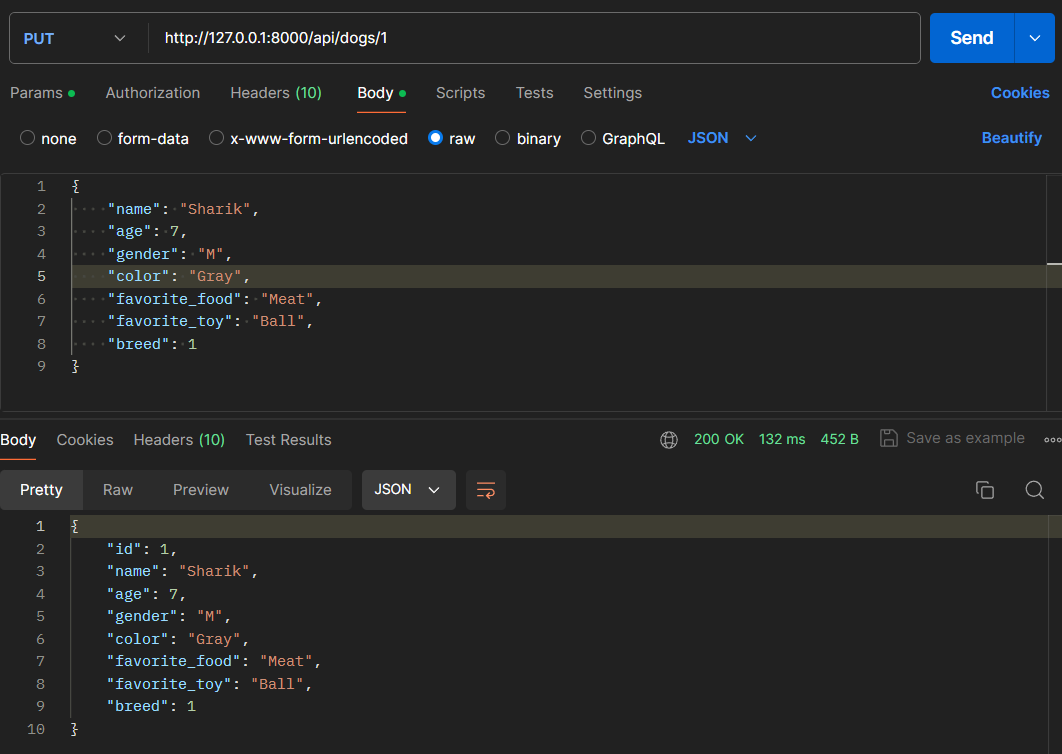 PUT http://127.0.0.1:8000/api/dogs/1 Send
Params Authorization Headers (10) Body Scripts Tests Settings Cookies
none form-data x-www-form-urlencoded raw binary GraphQL JSON Beautify
1 {
2 "name": "Sharik",
3 "age": 7,
4 "gender": "M",
5 "color": "Gray",
6 "favorite_food": "Meat",
7 "favorite_toy": "Ball",
8 "breed": 1
9 }
Body Cookies Headers (10) Test Results 200 OK 132 ms 452 B Save as example
Pretty Raw Preview Visualize JSON
1 {
2 "id": 1,
3 "name": "Sharik",
4 "age": 7,
5 "gender": "M",
6 "color": "Gray",
7 "favorite_food": "Meat",
8 "favorite_toy": "Ball",
9 "breed": 1
10 }